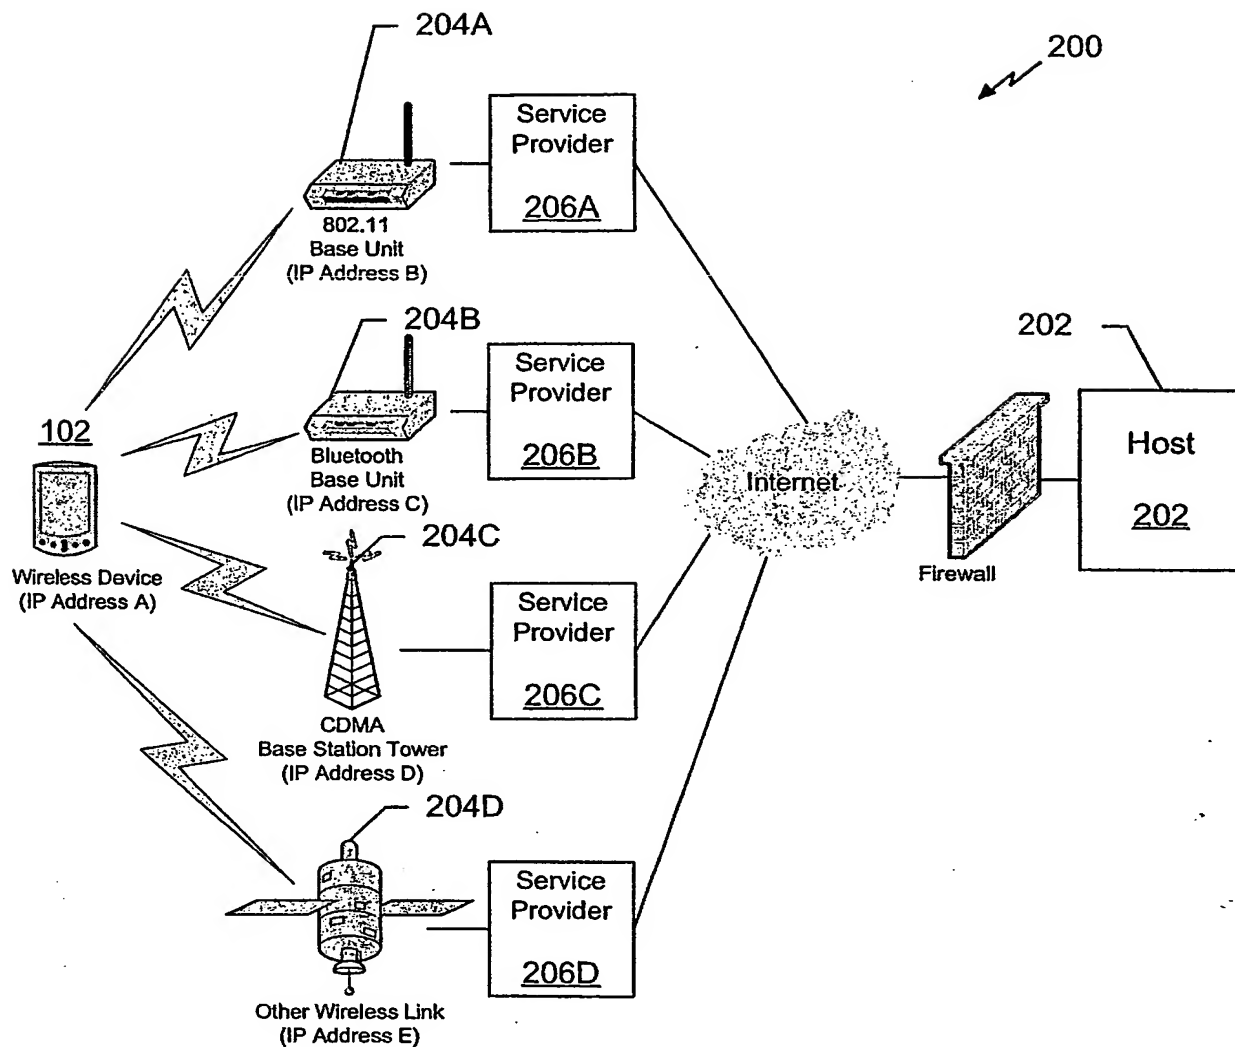 204A
200
Service
Provider
206A
802.11
Base Unit
(IP Address B)
204B
Service
Provider
206B
Bluetooth
Base Unit
(IP Address C)
102
Wireless Device
(IP Address A)
204C
Service
Provider
206C
CDMA
Base Station Tower
(IP Address D)
204D
Service
Provider
206D
Other Wireless Link
(IP Address E)
Internet
Firewall
202
Host
202